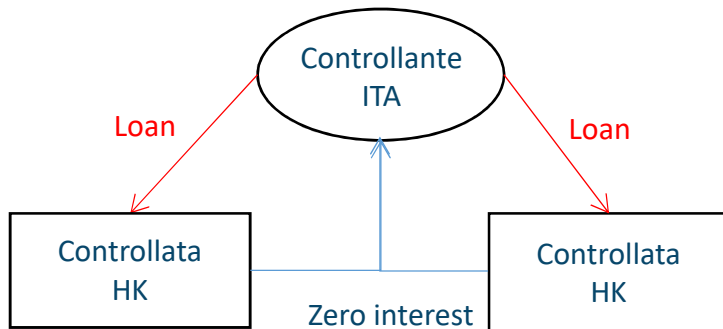 Controllante
ITA
Loan
Loan
Controllata
HK
Controllata
HK
Zero interest